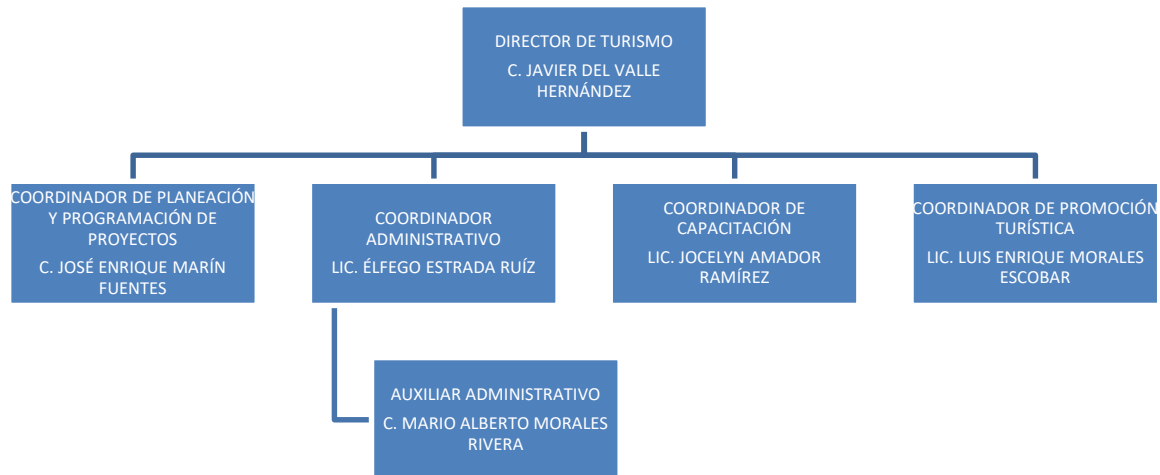 DIRECTOR DE TURISMO
C. JAVIER DEL VALLE
HERNÁNDEZ
COORDINADOR DE PLANEACIÓN
Y PROGRAMACIÓN DE
PROYECTOS
C. JOSÉ ENRIQUE MARÍN
FUENTES
COORDINADOR
ADMINISTRATIVO
LIC. ÉLFEGO ESTRADA RUÍZ
COORDINADOR DE
CAPACITACIÓN
LIC. JOCELYN AMADOR
RAMÍREZ
COORDINADOR DE PROMOCIÓN
TURÍSTICA
LIC. LUIS ENRIQUE MORALES
ESCOBAR
AUXILIAR ADMINISTRATIVO
C. MARIO ALBERTO MORALES
RIVERA